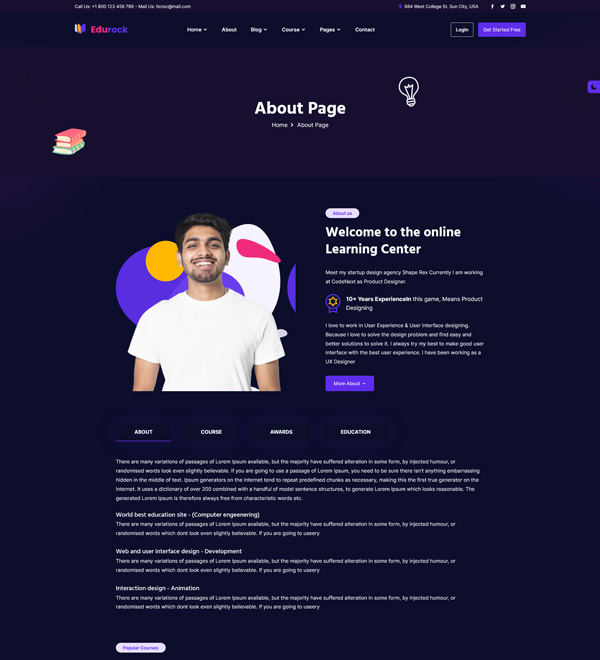 Call Us: +1 800 123 456 789 - Mail Us: Itcroc@mail.com
684 West College St. Sun City, USA
Edurock
Home
About
Blog
Course
Pages
Contact
Login
Get Started Free
About Page
Home
About Page
About us
Welcome to the online
Learning Center
Meet my startup design agency Shape Rex Currently I am working
at CodeNext as Product Designer.
10+ Years ExperienceIn this game, Means Product
Designing
I love to work in User Experience & User Interface designing.
Because I love to solve the design problem and find easy and
better solutions to solve it. I always try my best to make good user
interface with the best user experience. I have been working as a
UX Designer
More About →
ABOUT
COURSE
AWARDS
EDUCATION
There are many variations of passages of Lorem Ipsum available, but the majority have suffered alteration in some form, by injected humour, or
randomised words look even slightly believable. If you are going to use a passage of Lorem Ipsum, you need to be sure there isn't anything embarrassing
hidden in the middle of text. Ipsum generators on the Internet tend to repeat predefined chunks as necessary, making this the first true generator on the
Internet. It uses a dictionary of over 200 combined with a handful of model sentence structures, to generate Lorem Ipsum which looks reasonable. The
generated Lorem Ipsum is therefore always free from characteristic words etc.
World best education site - (Computer engeenering)
There are many variations of passages of Lorem Ipsum available, but the majority have suffered alteration in some form, by injected humour, or
randomised words which dont look even slightly believable. If you are going to useery
Web and user interface design - Development
There are many variations of passages of Lorem Ipsum available, but the majority have suffered alteration in some form, by injected humour, or
randomised words which dont look even slightly believable. If you are going to useery
Interaction design - Animation
There are many variations of passages of Lorem Ipsum available, but the majority have suffered alteration in some form, by injected humour, or
randomised words which dont look even slightly believable. If you are going to useery
Popular Courses